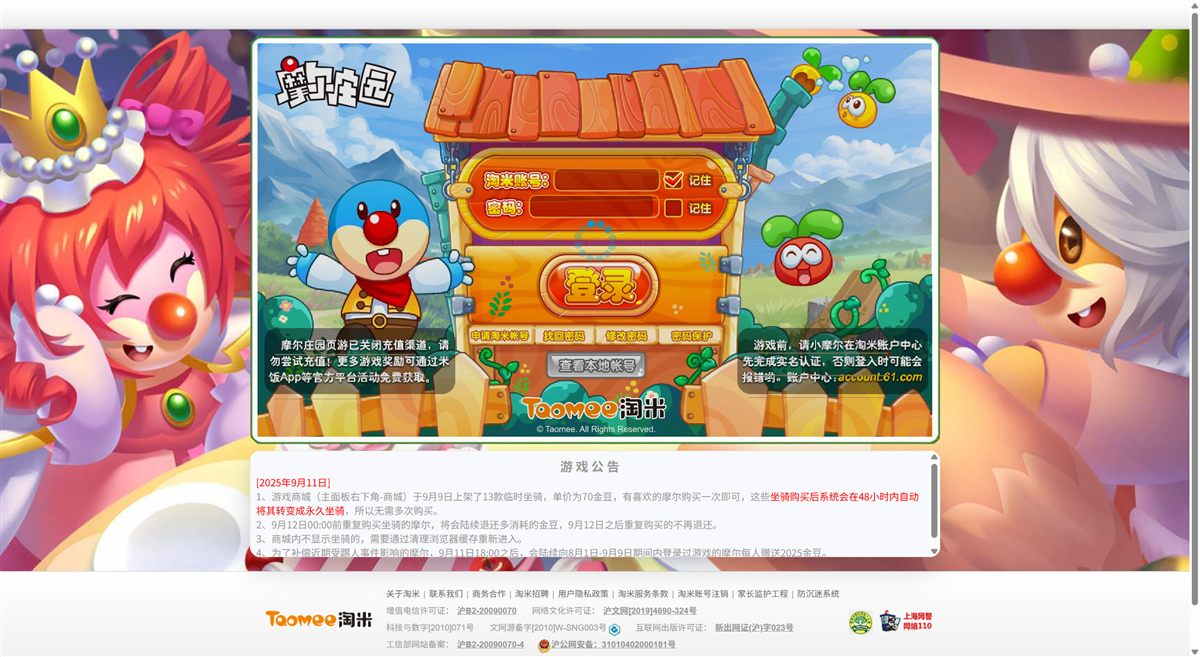 摩尔庄园
淘米账号:
记住
密码:
记住
登录
申请淘米帐号 找回密码 修改密码 密码保护
查看本地帐号
摩尔庄园页游已关闭充值渠道，请
勿尝试充值！更多游戏奖励可通过米
饭App等官方平台活动免费获取。
游戏前，请小摩尔在淘米账户中心
先完成实名认证，否则登入时可能会
报错哟。账户中心：account.61.com
Taomee淘米
© Taomee. All Rights Reserved.
游戏公告
[2025年9月11日]
1、游戏商城（主面板右下角-商城）于9月9日上架了13款临时坐骑，单价为70金豆，有喜欢的摩尔购买一次即可，这些坐骑购买后系统会在48小时内自动
将其转变成永久坐骑，所以无需多次购买。
2、9月12日00:00前重复购买坐骑的摩尔，将会陆续退还多消耗的金豆，9月12日之后重复购买的不再退还。
3、商城内不显示坐骑的，需要通过清理浏览器缓存重新进入。
4、为了补偿近期受踢人事件影响的摩尔，9月11日18:00之后，会陆续向8月1日-9月9日期间内登录过游戏的摩尔每人赠送2025金豆。
关于淘米 | 联系我们 | 商务合作 | 淘米招聘 | 用户隐私政策 | 淘米服务条款 | 淘米账号注销 | 家长监护工程 | 防沉迷系统
增值电信许可证： 沪B2-20090070 网络文化许可证： 沪文网[2019]4690-324号
科技与数字[2010]071号 文网游备字[2010]W-SNG003号 互联网出版许可证： 新出网证(沪)字023号
工信部网站备案： 沪B2-20090070-4 沪公网安备：31010402000181号
Taomee淘米
上海网警
网络110